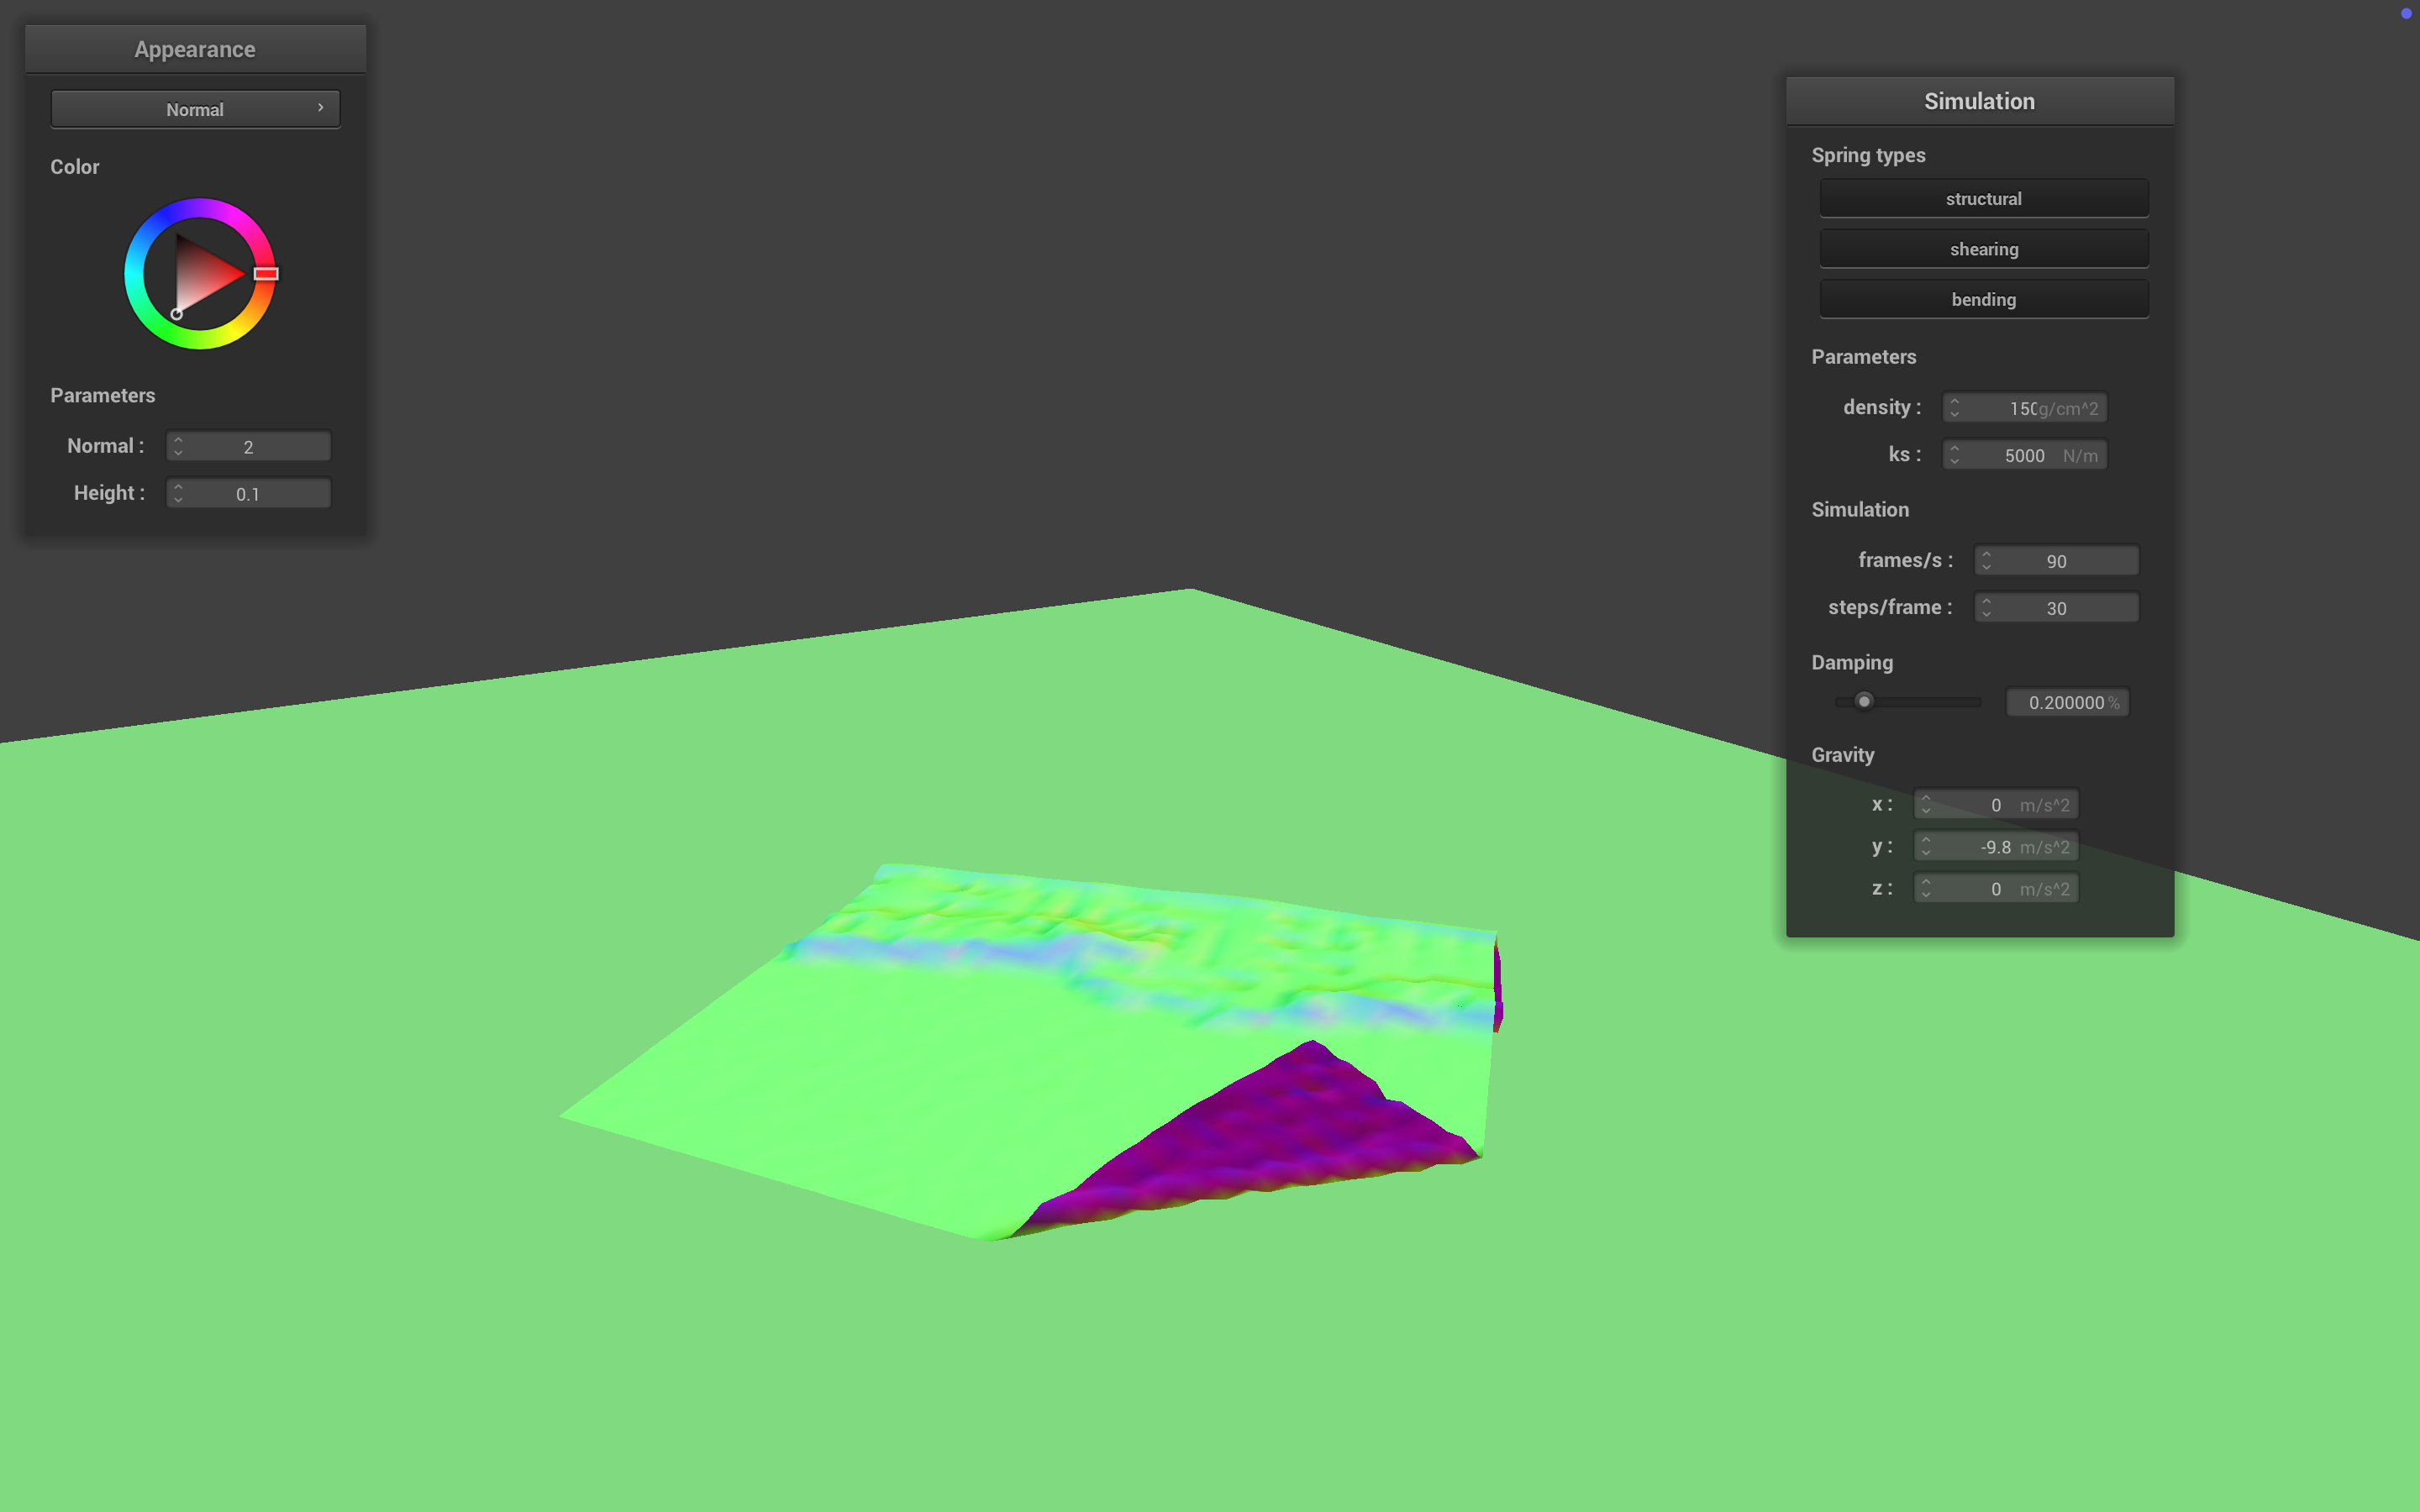 Appearance
Normal
Color
Parameters
Normal :
2
Height :
0.1
Simulation
Spring types
structural
shearing
bending
Parameters
density :
150 g/cm^2
ks :
5000 N/m
Simulation
frames/s :
90
steps/frame :
30
Damping
0.200000 %
Gravity
x :
0 m/s^2
y :
-9.8 m/s^2
z :
0 m/s^2